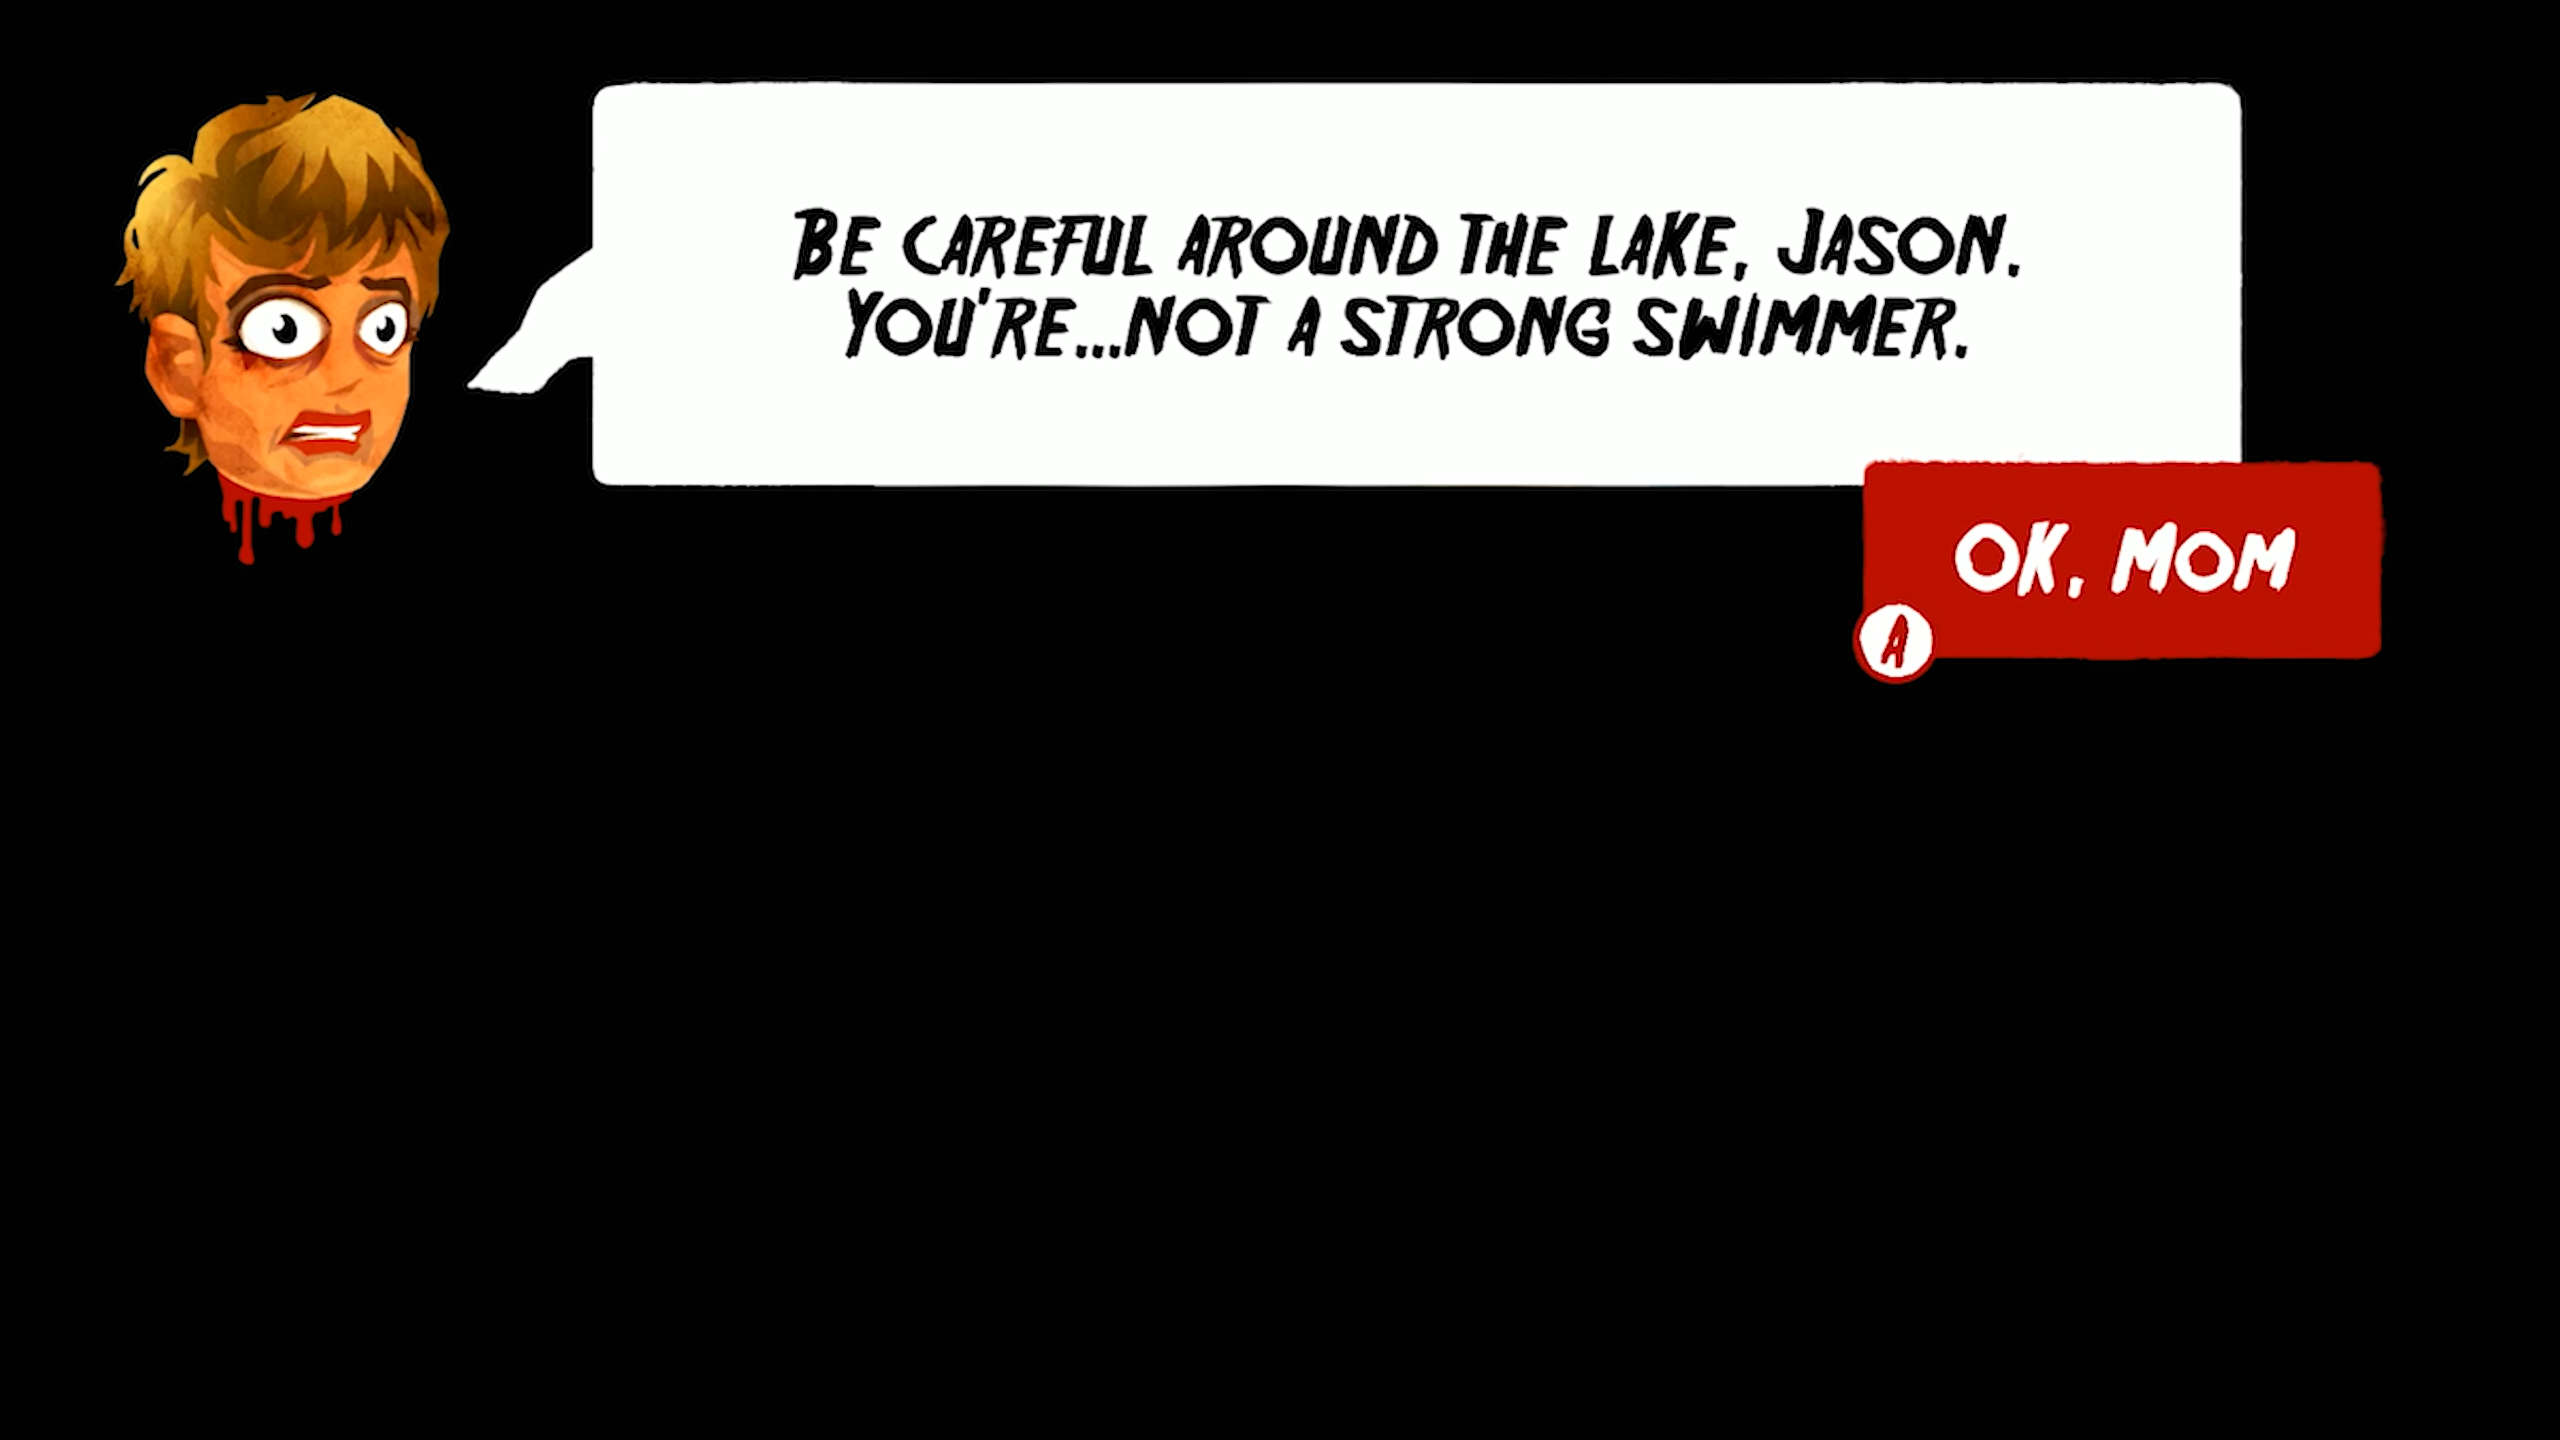 BE CAREFUL AROUND THE LAKE, JASON.
YOU'RE...NOT A STRONG SWIMMER.
OK, MOM
A